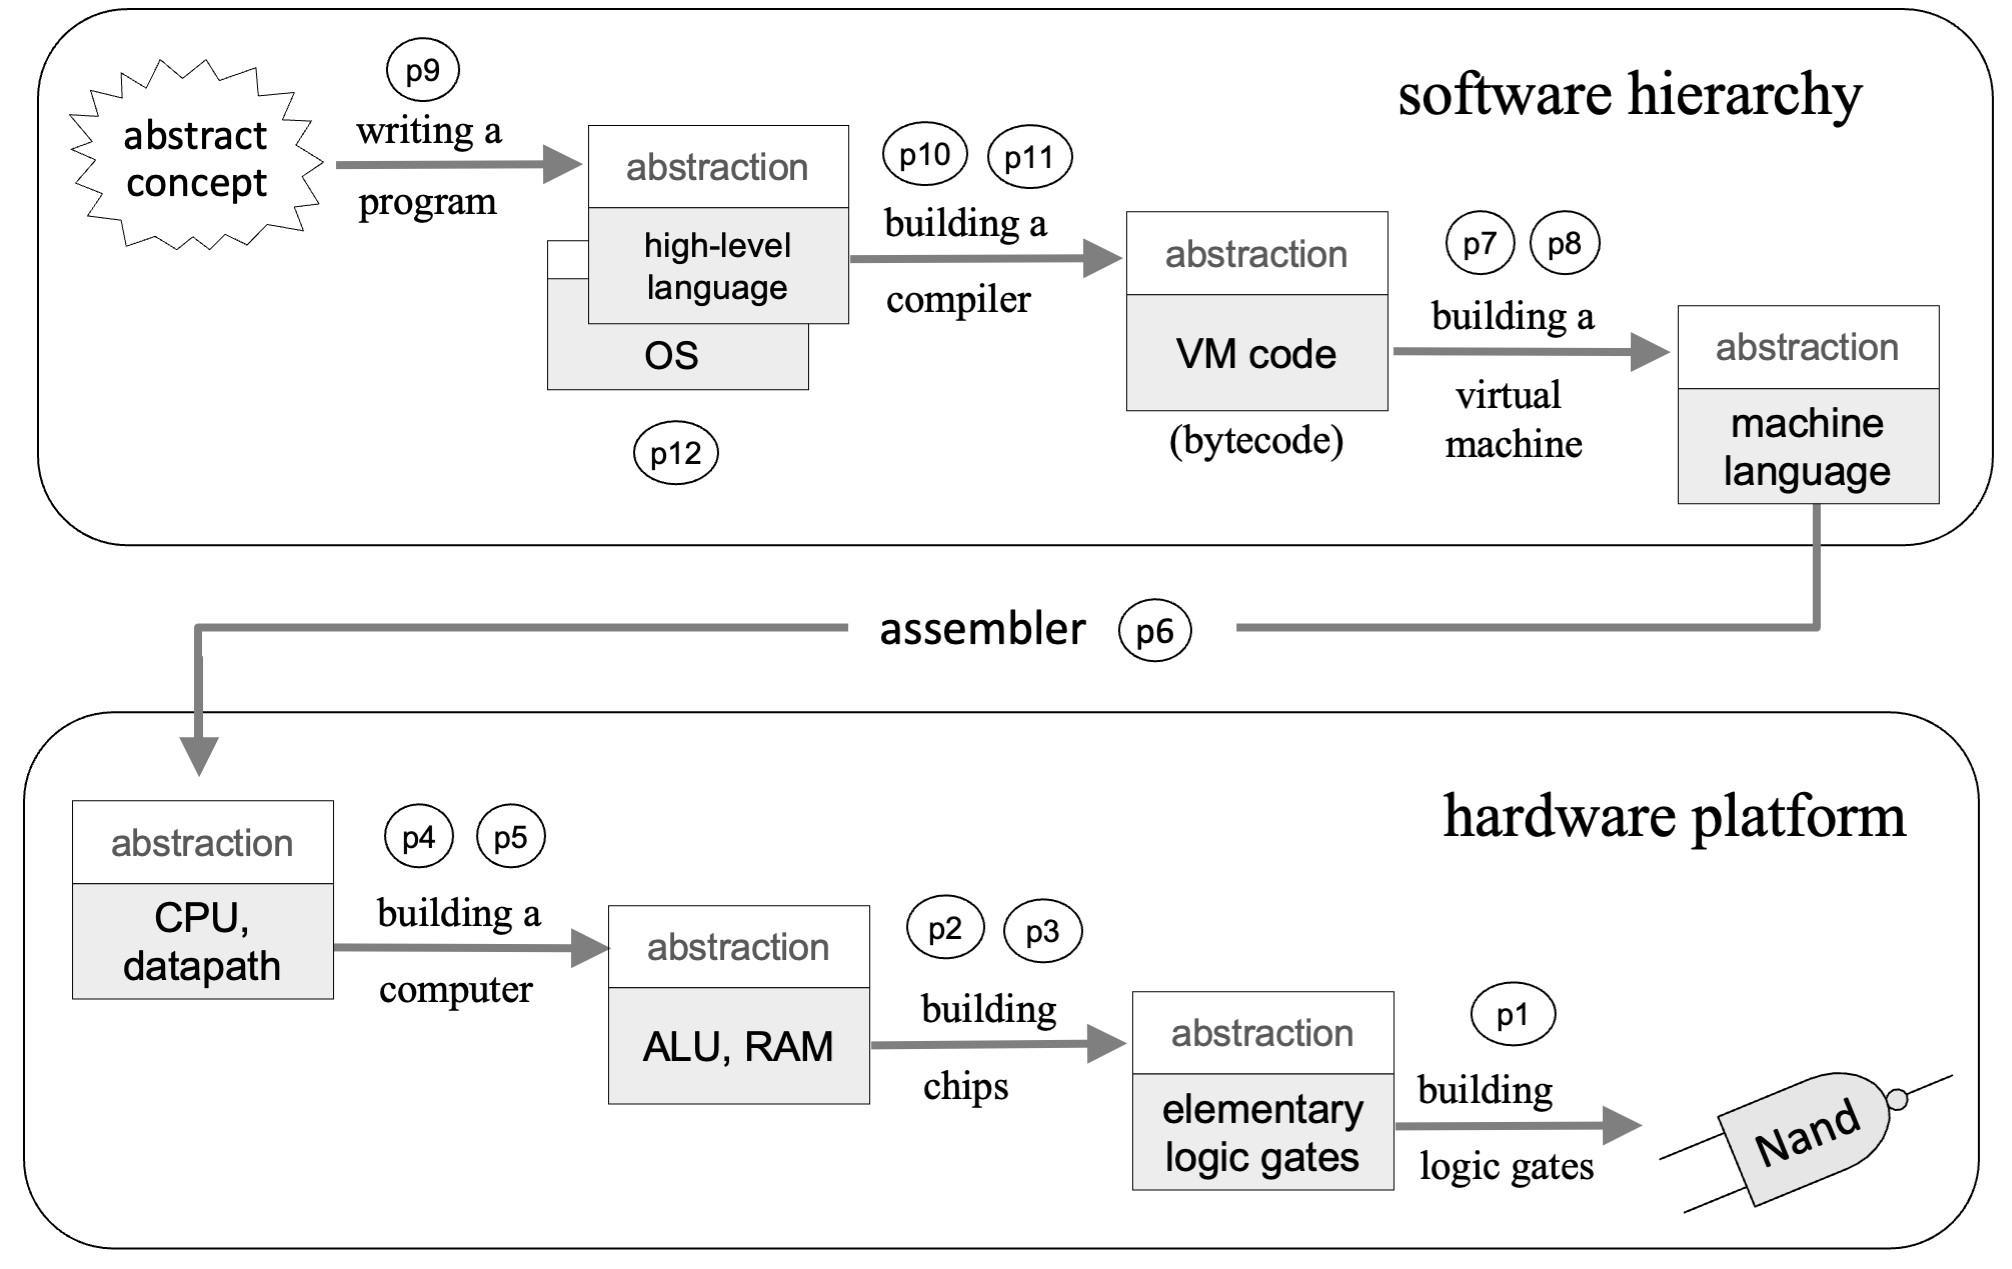 software hierarchy
abstract
concept
p9
writing a
program
abstraction
high-level
language
OS
p12
p10 p11
building a
compiler
abstraction
VM code
(bytecode)
p7 p8
building a
virtual
machine
abstraction
machine
language
assembler p6
hardware platform
abstraction
CPU,
datapath
p4 p5
building a
computer
abstraction
ALU, RAM
p2 p3
building
chips
abstraction
elementary
logic gates
p1
building
logic gates
Nand